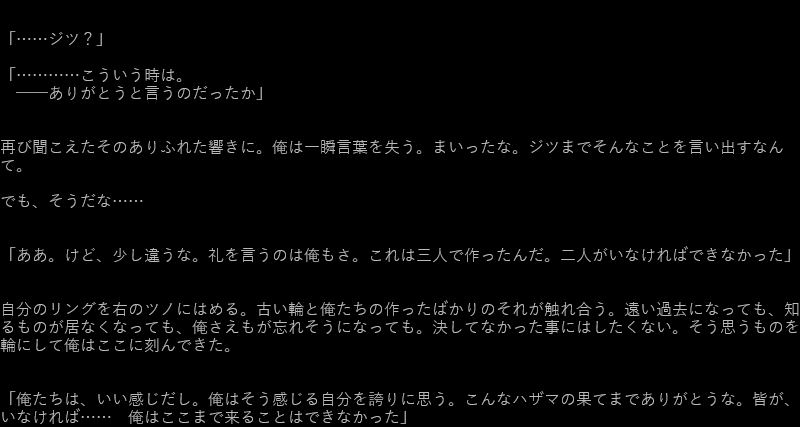 「……ジツ？」
「…………こういう時は。
　――ありがとうと言うのだったか」
再び聞こえたそのありふれた響きに。俺は一瞬言葉を失う。まいったな。ジツまでそんなことを言い出すなん
て。
でも、そうだな……
「ああ。けど、少し違うな。礼を言うのは俺もさ。これは三人で作ったんだ。二人がいなければできなかった」
自分のリングを右のツノにはめる。古い輪と俺たちの作ったばかりのそれが触れ合う。遠い過去になっても、知
るものが居なくなっても、俺さえもが忘れそうになっても。決してなかった事にはしたくない。そう思うものを
輪にして俺はここに刻んできた。
「俺たちは、いい感じだし。俺はそう感じる自分を誇りに思う。こんなハザマの果てまでありがとうな。皆が、
いなければ……　俺はここまで来ることはできなかった」